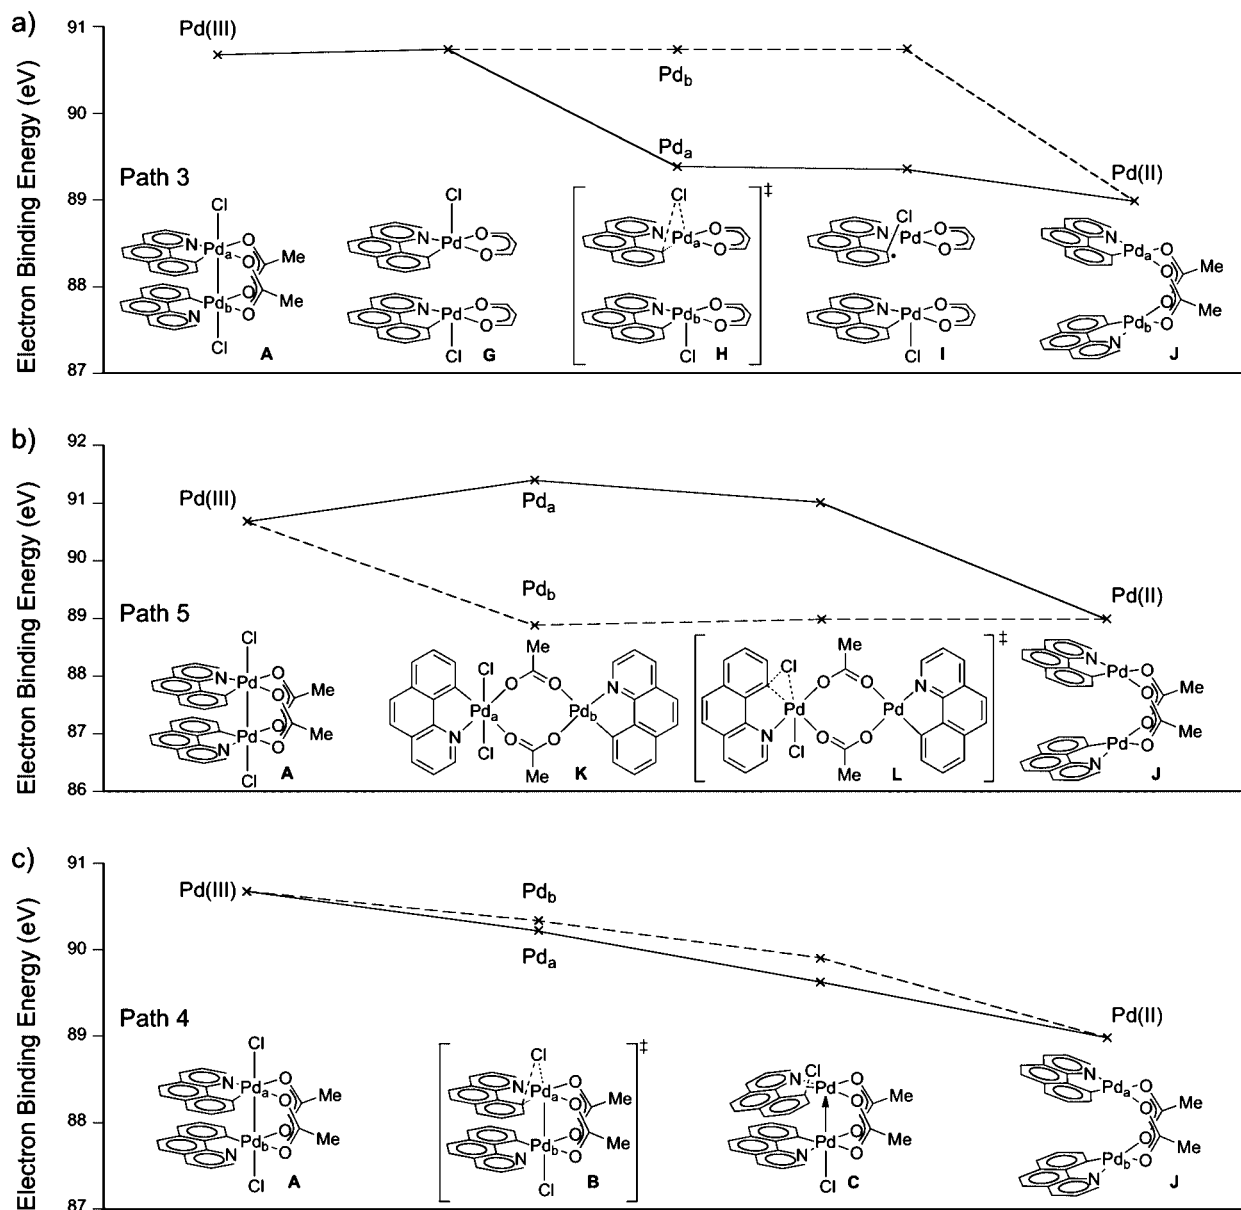 a)
Electron Binding Energy (eV)
91
90
89
88
87
Pd(III)
Pd_b
Pd_a
Pd(II)
Path 3
Cl
N Pd O
O
Me
Pd_b O
N O
Me
Cl
A
Cl
N Pd O
O
N Pd O
O
Cl
G
Cl
N Pd_a O
O
N Pd_b O
O
Cl
H
‡
Cl
N Pd O
O
N Pd O
O
Cl
I
N Pd_a O
O
Me
Me
Pd_b O
N O
J
b)
Electron Binding Energy (eV)
92
91
90
89
88
87
86
Pd(III)
Pd_a
Pd_b
Pd(II)
Path 5
Cl
N Pd O
O
Me
Pd O
N O
Me
Cl
A
Me
Cl
O O
N
Pd_a Pd_b
N
Cl
O O
Me
K
Me
Cl
O O
N
Pd Pd
N
Cl
O O
Me
L
‡
N Pd O
O
Me
Me
Pd O
N O
J
c)
Electron Binding Energy (eV)
91
90
89
88
87
Pd(III)
Pd_b
Pd_a
Pd(II)
Path 4
Cl
N Pd_a O
O
Me
Pd_b O
N O
Me
Cl
A
Cl
N Pd_a O
O
Me
Pd_b O
N O
Me
Cl
B
‡
Cl
N Pd O
O
Me
Pd O
N O
Me
Cl
C
N Pd_a O
O
Me
Me
Pd_b O
N O
J